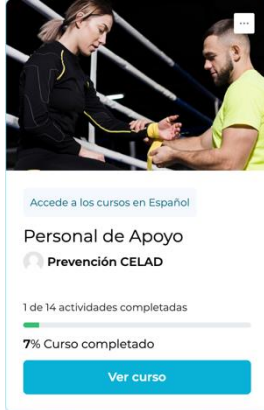 Accede a los cursos en Español
Personal de Apoyo
Prevención CELAD
1 de 14 actividades completadas
7% Curso completado
Ver curso